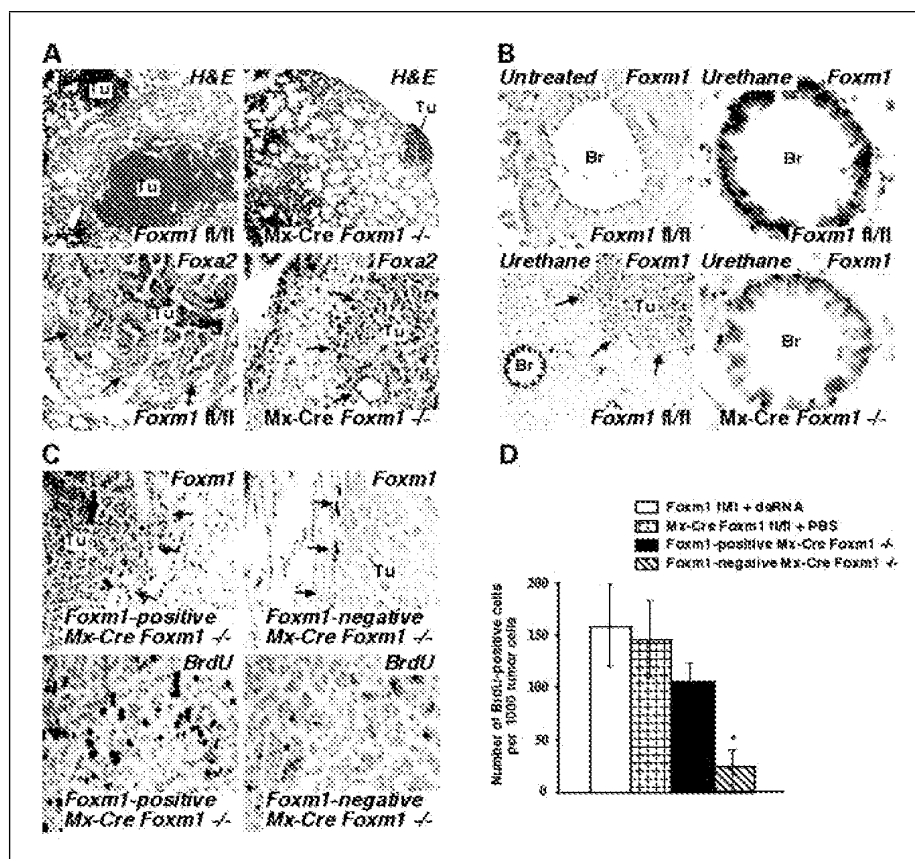 A
H&E
Tu
Tu
Foxm1 fl/fl
H&E
Tu
Mx-Cre Foxm1 -/-
Foxa2
Tu
Foxm1 fl/fl
Foxa2
Tu
Mx-Cre Foxm1 -/-
B
Untreated Foxm1
Br
Foxm1 fl/fl
Urethane Foxm1
Br
Foxm1 fl/fl
Urethane Foxm1
Tu
Br
Foxm1 fl/fl
Urethane Foxm1
Br
Mx-Cre Foxm1 -/-
C
Foxm1
Tu
Foxm1-positive
Mx-Cre Foxm1 -/-
Foxm1
Tu
Foxm1-negative
Mx-Cre Foxm1 -/-
BrdU
Foxm1-positive
Mx-Cre Foxm1 -/-
BrdU
Foxm1-negative
Mx-Cre Foxm1 -/-
D
Foxm1 fl/fl + dsRNA
Mx-Cre Foxm1 fl/fl + PBS
Foxm1-positive Mx-Cre Foxm1 -/-
Foxm1-negative Mx-Cre Foxm1 -/-
Number of BrdU-positive cells
per 1000 tumor cells
200
150
100
50
0
*